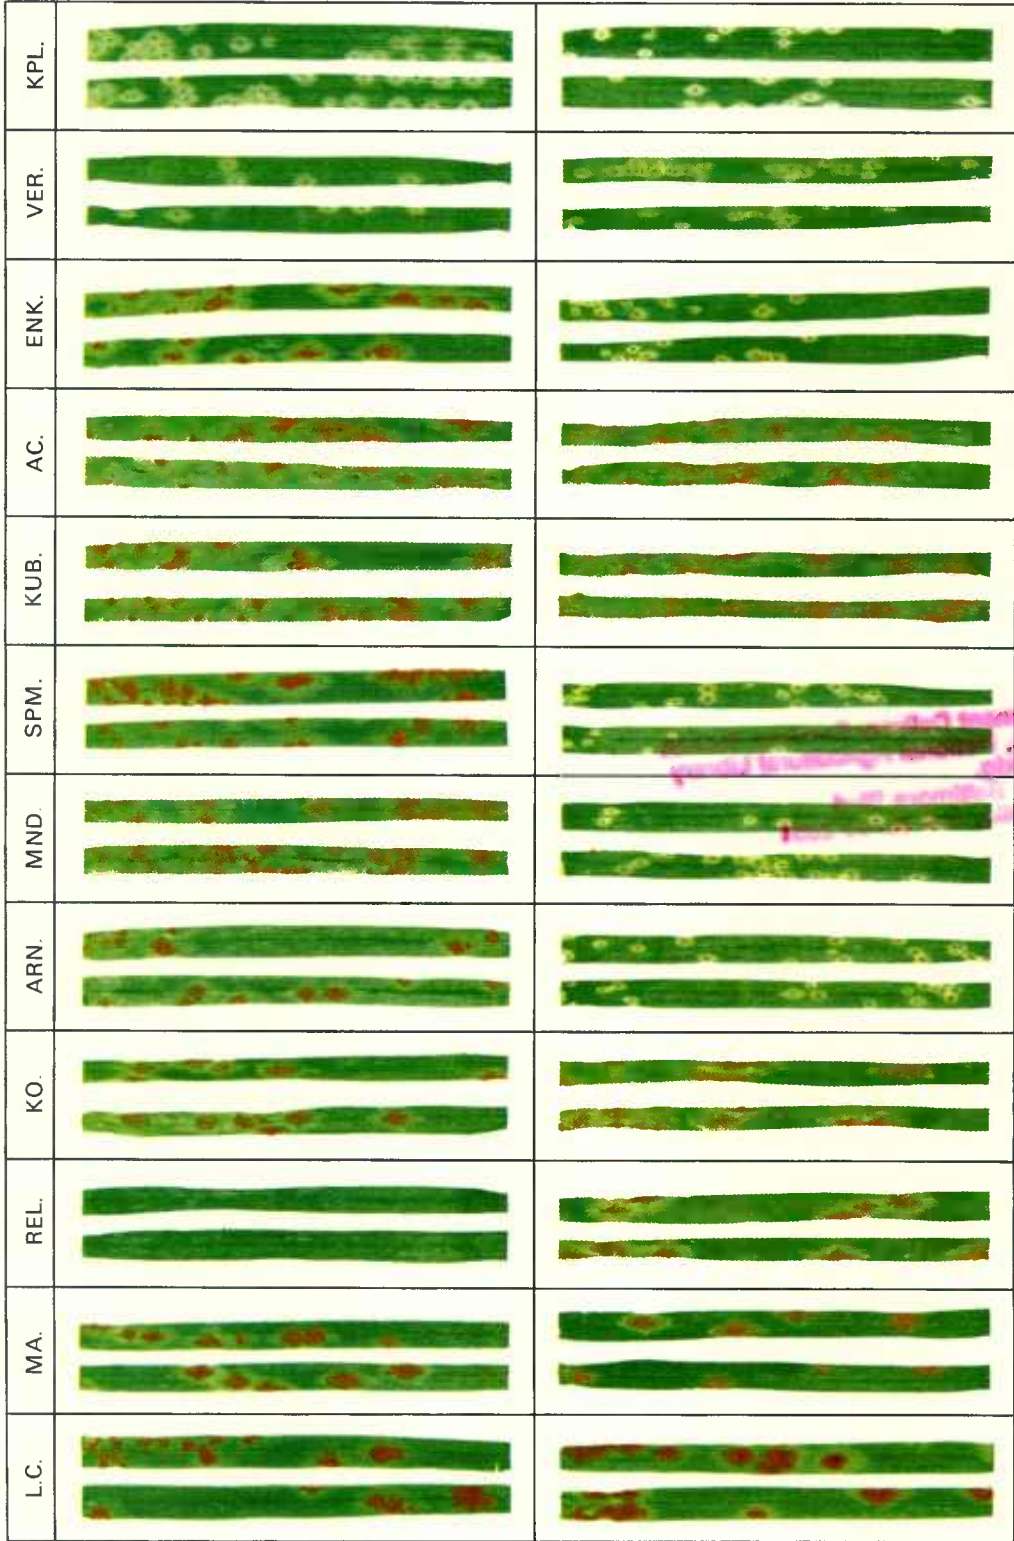 KPL.
VER.
ENK.
AC.
KUB.
SPM.
MND.
ARN.
KO.
REL.
MA.
L.C.